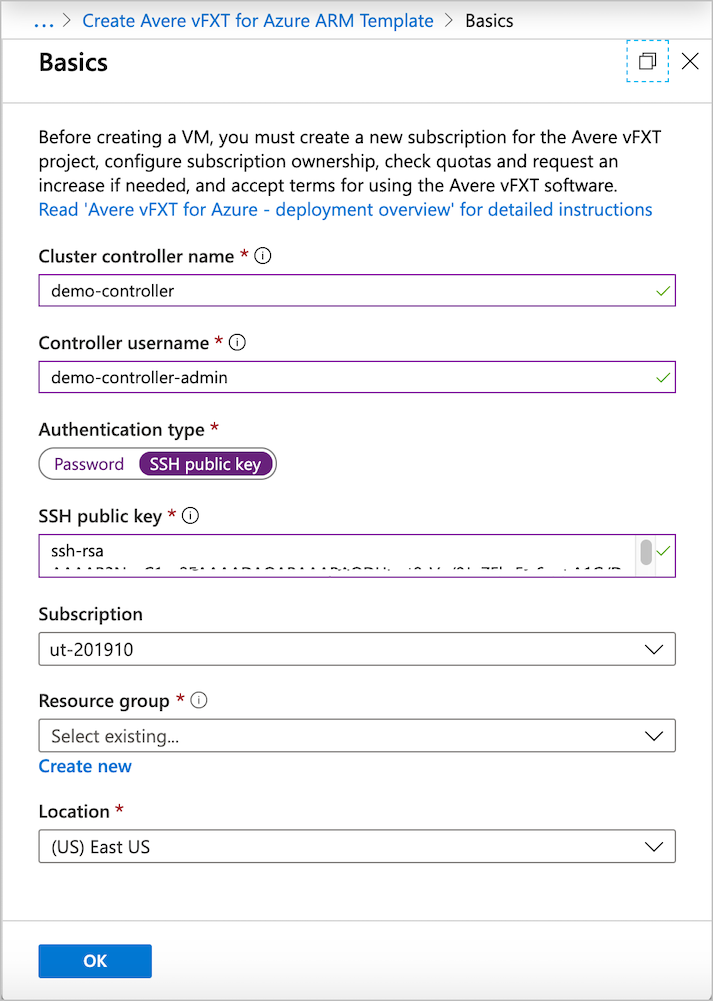 ... > Create Avere vFXT for Azure ARM Template > Basics
Basics
Before creating a VM, you must create a new subscription for the Avere vFXT
project, configure subscription ownership, check quotas and request an
increase if needed, and accept terms for using the Avere vFXT software.
Read 'Avere vFXT for Azure - deployment overview' for detailed instructions
Cluster controller name *
demo-controller
Controller username *
demo-controller-admin
Authentication type *
Password SSH public key
SSH public key *
ssh-rsa
Subscription
ut-201910
Resource group *
Select existing...
Create new
Location *
(US) East US
OK